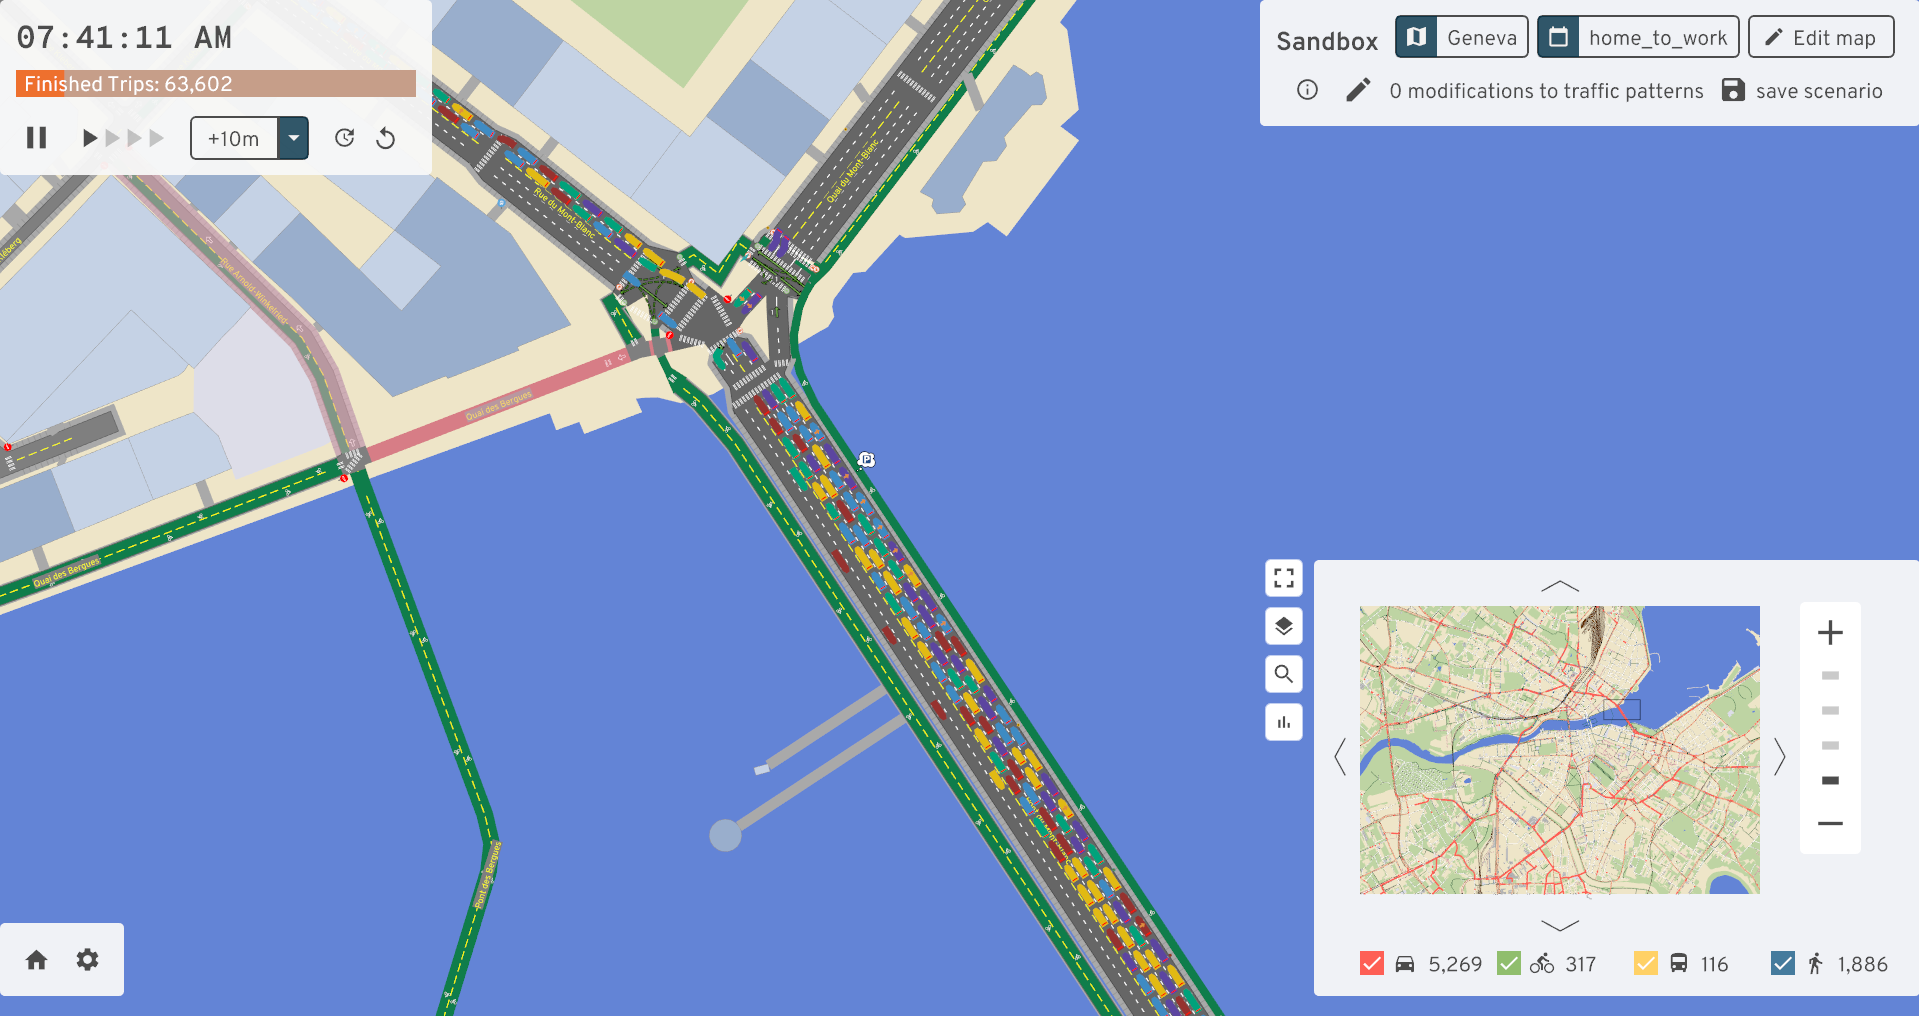 07:41:11 AM
Finished Trips: 63,602
+10m
Sandbox
Geneva
home_to_work
Edit map
0 modifications to traffic patterns
save scenario
Quai du Mont-Blanc
Rue du Mont-Blanc
Rue Arnold-Winkelried
Quai des Bergues
Quai des Bergues
Pont des Bergues
P
5,269
317
116
1,886